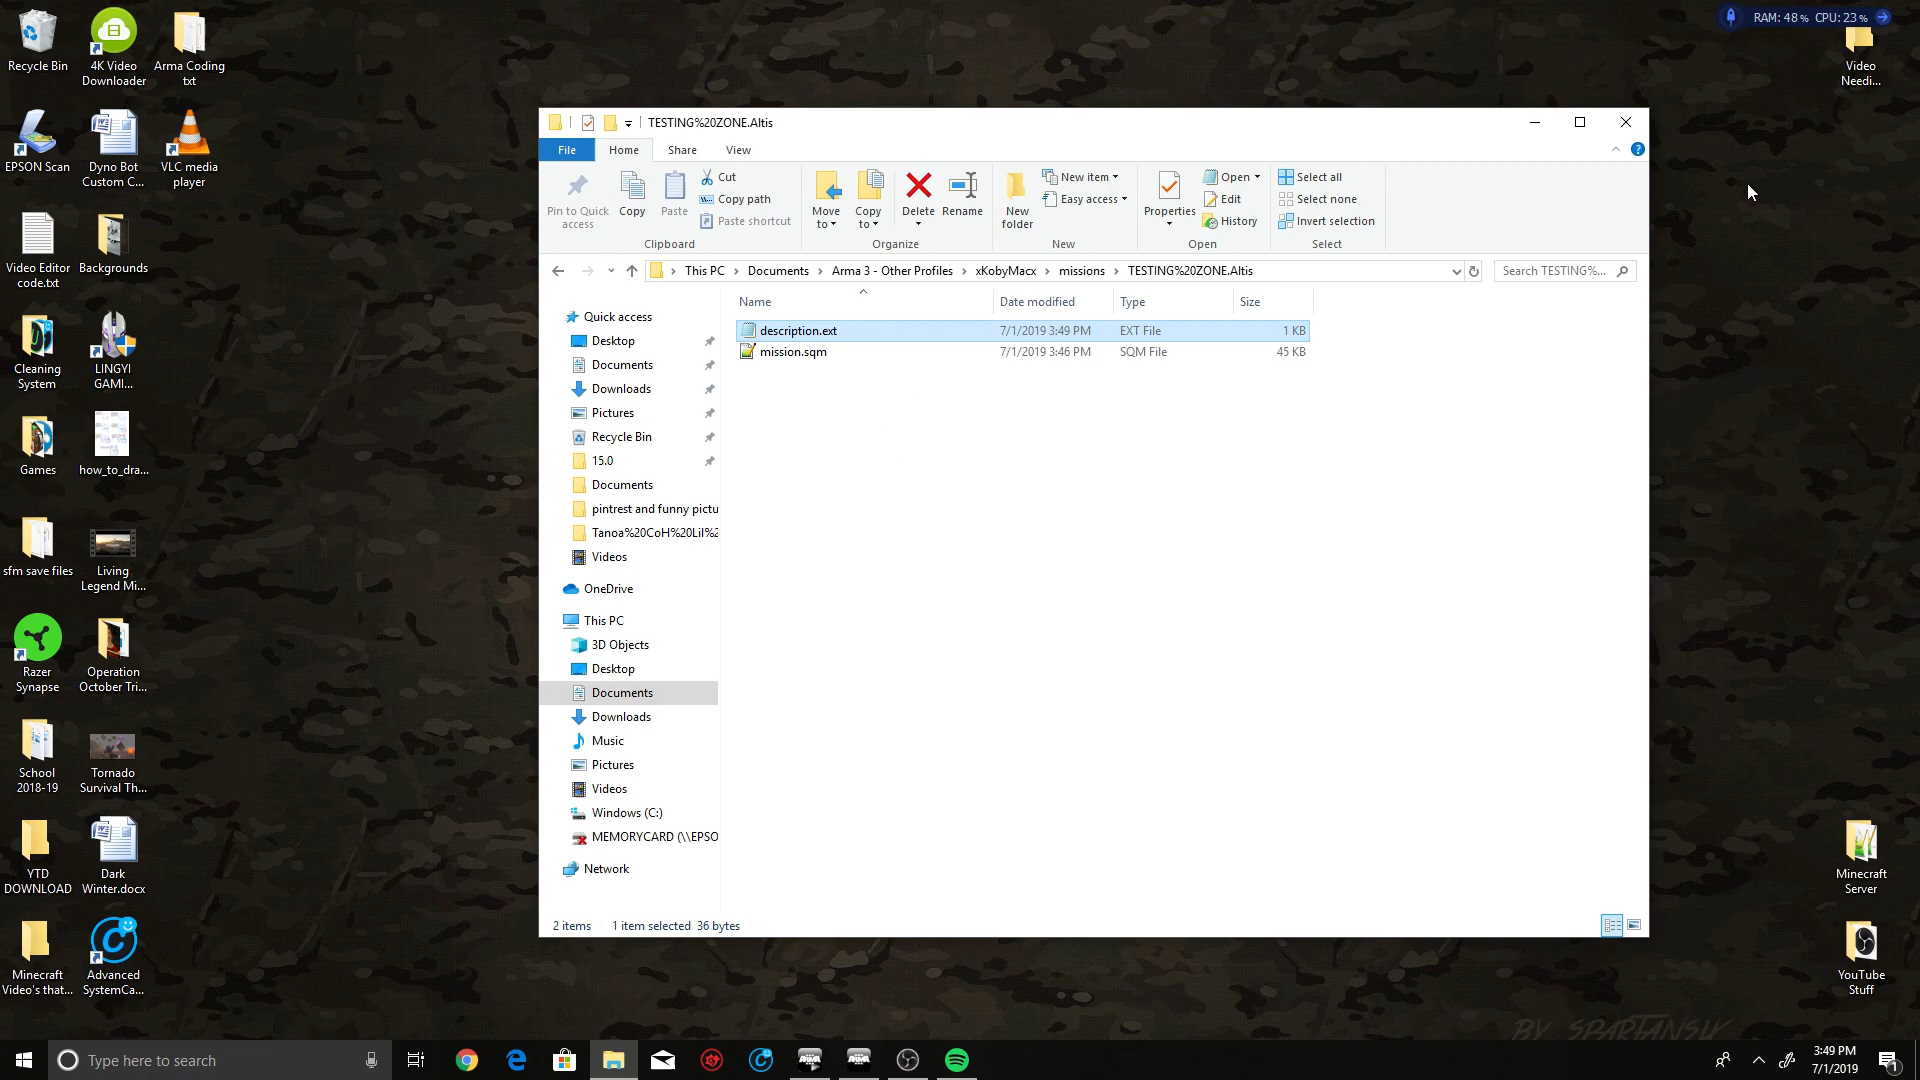 RAM: 48% CPU: 23%
Recycle Bin
4K Video
Downloader
Arma Coding
txt
Video
Needi...
EPSON Scan
Dyno Bot
Custom C...
VLC media
player
Video Editor
code.txt
Backgrounds
Cleaning
System
LINGYI
GAMI...
Games
how_to_dra...
sfm save files
Living
Legend Mi...
Razer
Synapse
Operation
October Tri...
School
2018-19
Tornado
Survival Th...
YTD
DOWNLOAD
Dark
Winter.docx
Minecraft
Video's that...
Advanced
SystemCa...
Minecraft
Server
YouTube
Stuff
TESTING%20ZONE.Altis
File Home Share View
Pin to Quick
access
Copy
Paste
Cut
Copy path
Paste shortcut
Clipboard
Move
to
Copy
to
Delete
Rename
Organize
New
folder
New item
Easy access
New
Properties
Open
Edit
History
Open
Select all
Select none
Invert selection
Select
This PC Documents Arma 3 - Other Profiles xKobyMacx missions TESTING%20ZONE.Altis
Search TESTING%...
Name Date modified Type Size
description.ext 7/1/2019 3:49 PM EXT File 1 KB
mission.sqm 7/1/2019 3:46 PM SQM File 45 KB
Quick access
Desktop
Documents
Downloads
Pictures
Recycle Bin
15.0
Documents
pintrest and funny pictu
Tanoa%20CoH%20Lil%2
Videos
OneDrive
This PC
3D Objects
Desktop
Documents
Downloads
Music
Pictures
Videos
Windows (C:)
MEMORYCARD (\\EPSO
Network
2 items 1 item selected 36 bytes
BY SPARTANSLY
Type here to search
3:49 PM
7/1/2019
1